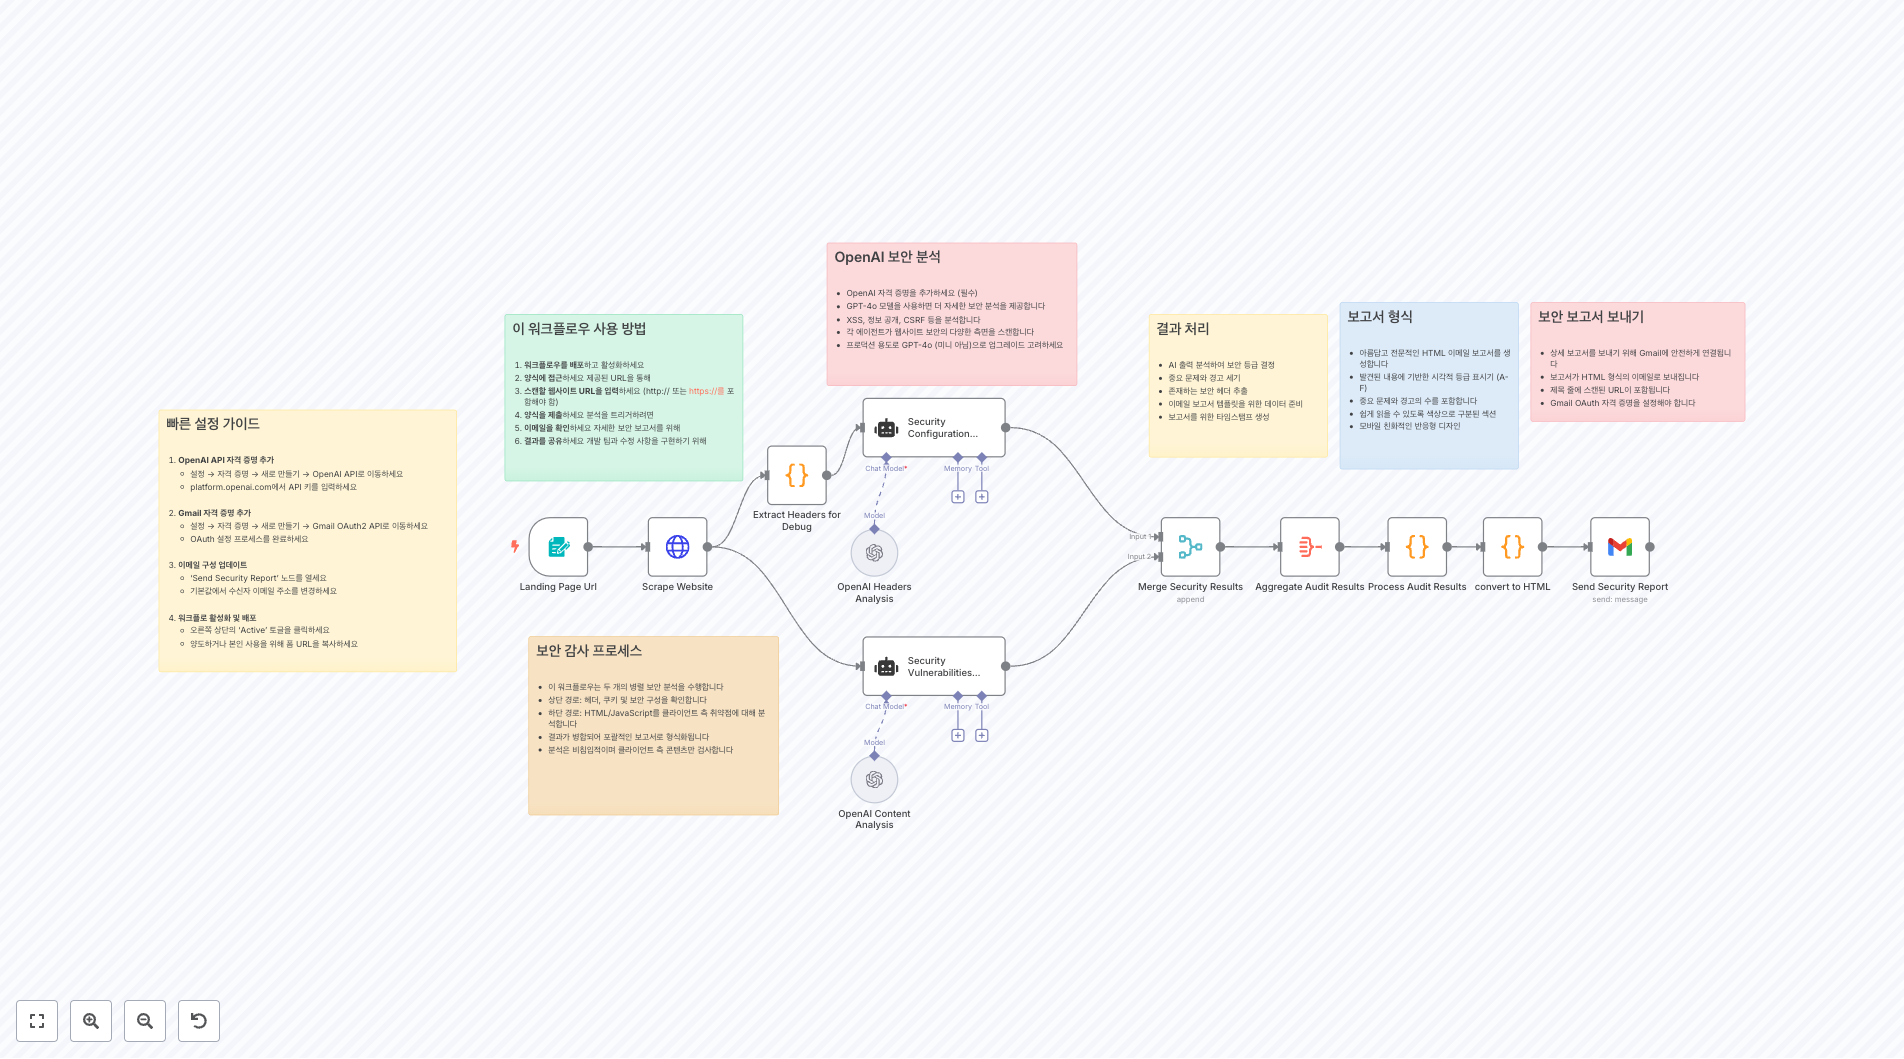 빠른 설정 가이드
1. OpenAI API 자격 증명 추가
설정 → 자격 증명 → 새로 만들기 → OpenAI API로 이동하세요
platform.openai.com에서 API 키를 입력하세요
2. Gmail 자격 증명 추가
설정 → 자격 증명 → 새로 만들기 → Gmail OAuth2 API로 이동하세요
OAuth 설정 프로세스를 완료하세요
3. 이메일 구성 업데이트
‘Send Security Report’ 노드를 열세요
기본값에서 수신자 이메일 주소를 변경하세요
4. 워크플로 활성화 및 배포
오른쪽 상단의 ‘Active’ 토글을 클릭하세요
양도하거나 본인 사용을 위해 폼 URL을 복사하세요
이 워크플로우 사용 방법
1. 워크플로우를 배포하고 활성화하세요
2. 양식에 접근하세요 제공된 URL을 통해
3. 스캔할 웹사이트 URL을 입력하세요 (http:// 또는 https://를 포
함해야 함)
4. 양식을 제출하세요 분석을 트리거하려면
5. 이메일을 확인하세요 자세한 보안 보고서를 위해
6. 결과를 공유하세요 개발 팀과 수정 사항을 구현하기 위해
OpenAI 보안 분석
OpenAI 자격 증명을 추가하세요 (필수)
GPT-4o 모델을 사용하면 더 자세한 보안 분석을 제공합니다
XSS, 정보 공개, CSRF 등을 분석합니다
각 에이전트가 웹사이트 보안의 다양한 측면을 스캔합니다
프로덕션 용도로 GPT-4o (미니 아님)으로 업그레이드 고려하세요
결과 처리
AI 출력 분석하여 보안 등급 결정
중요 문제와 경고 세기
존재하는 보안 헤더 추출
이메일 보고서 템플릿을 위한 데이터 준비
보고서를 위한 타임스탬프 생성
보고서 형식
아름답고 전문적인 HTML 이메일 보고서를 생
성합니다
발견된 내용에 기반한 시각적 등급 표시기 (A-
F)
중요 문제와 경고의 수를 포함합니다
쉽게 읽을 수 있도록 색상으로 구분된 섹션
모바일 친화적인 반응형 디자인
보안 보고서 보내기
상세 보고서를 보내기 위해 Gmail에 안전하게 연결됩니
다
보고서가 HTML 형식의 이메일로 보내집니다
제목 줄에 스캔된 URL이 포함됩니다
Gmail OAuth 자격 증명을 설정해야 합니다
보안 감사 프로세스
이 워크플로우는 두 개의 병렬 보안 분석을 수행합니다
상단 경로: 헤더, 쿠키 및 보안 구성을 확인합니다
하단 경로: HTML/JavaScript를 클라이언트 측 취약점에 대해 분
석합니다
결과가 병합되어 포괄적인 보고서로 형식화됩니다
분석은 비침입적이며 클라이언트 측 콘텐츠만 검사합니다
Landing Page Url
Scrape Website
Extract Headers for
Debug
Security
Configuration...
Chat Model*
Memory
Tool
Model
OpenAI Headers
Analysis
Security
Vulnerabilities...
Chat Model*
Memory
Tool
Model
OpenAI Content
Analysis
Input 1
Input 2
Merge Security Results
append
Aggregate Audit Results
Process Audit Results
convert to HTML
Send Security Report
send: message